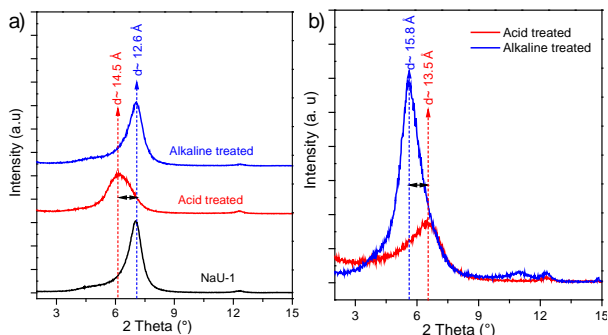 a)
Intensity (a.u)
d~ 14.5 Å
d~ 12.6 Å
Alkaline treated
Acid treated
NaU-1
3 6 9 12 15
2 Theta (°)
b)
Intensity (a. u)
d~ 15.8 Å
d~ 13.5 Å
Acid treated
Alkaline treated
3 6 9 12 15
2 Theta (°)